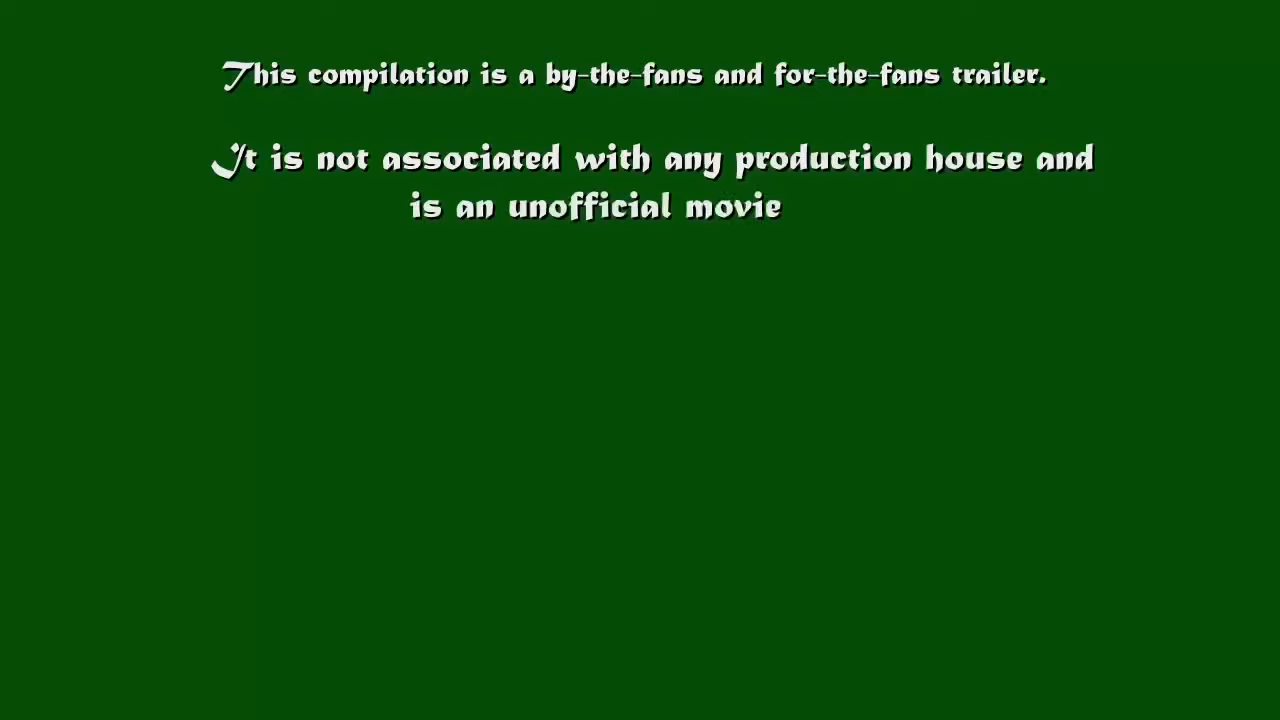 This compilation is a by-the-fans and for-the-fans trailer.
It is not associated with any production house and
is an unofficial movie